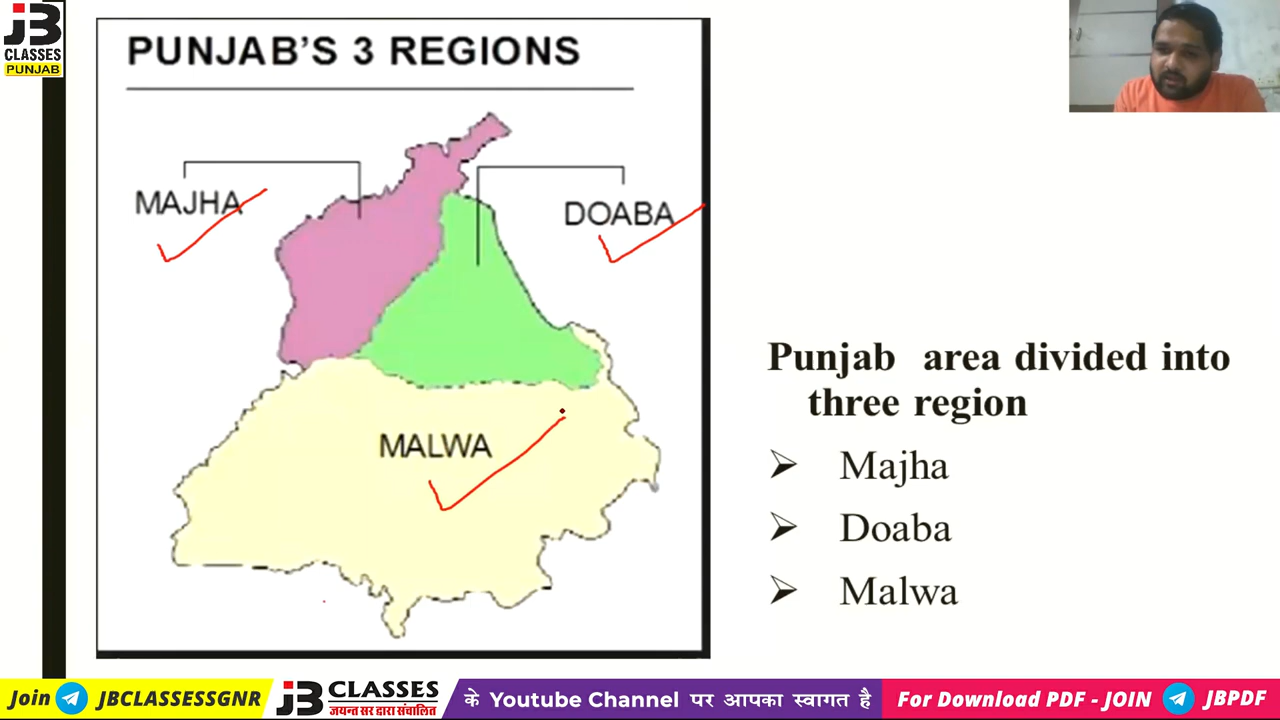 JB
CLASSES
PUNJAB
PUNJAB'S 3 REGIONS
MAJHA
DOABA
MALWA
Punjab area divided into
three region
Majha
Doaba
Malwa
Join JBCLASSESSGNR
JB CLASSES
जयन्त सर द्वारा संचालित
के Youtube Channel पर आपका स्वागत है
For Download PDF - JOIN JBPDF